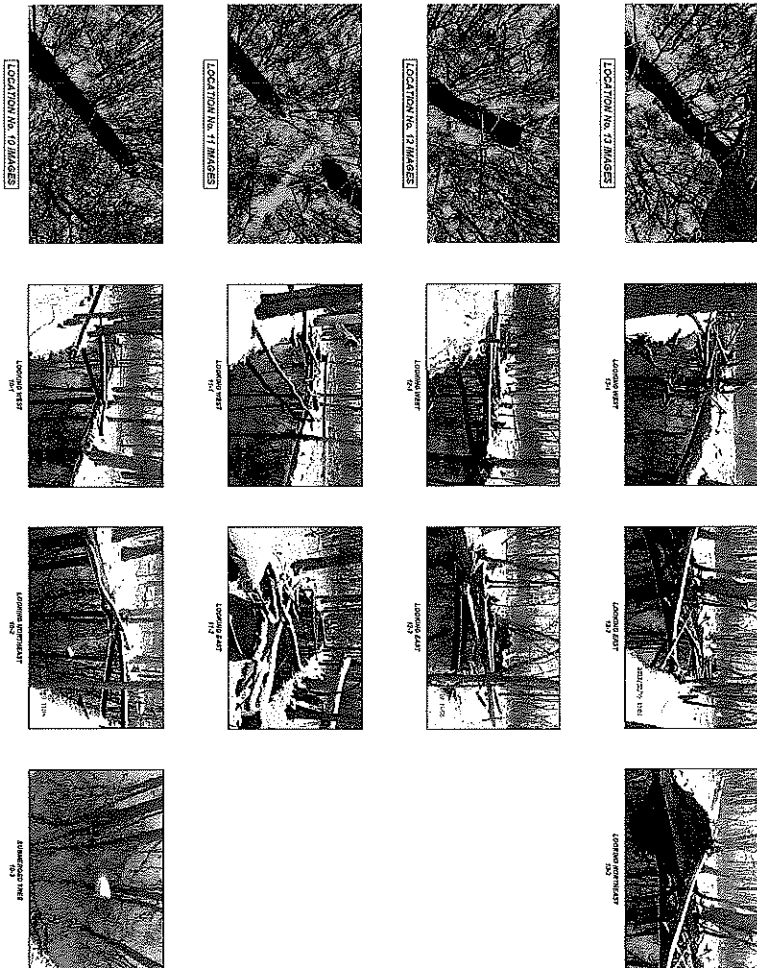 LOCATION No. 10 IMAGES
LOOKING WEST
10-1
LOOKING NORTHEAST
10-2
SUBMERGED TREE
10-3
LOCATION No. 11 IMAGES
LOOKING WEST
11-1
LOOKING EAST
11-2
LOCATION No. 12 IMAGES
LOOKING WEST
12-1
LOOKING EAST
12-2
LOCATION No. 13 IMAGES
LOOKING WEST
13-1
LOOKING EAST
13-2
LOOKING NORTHEAST
13-3